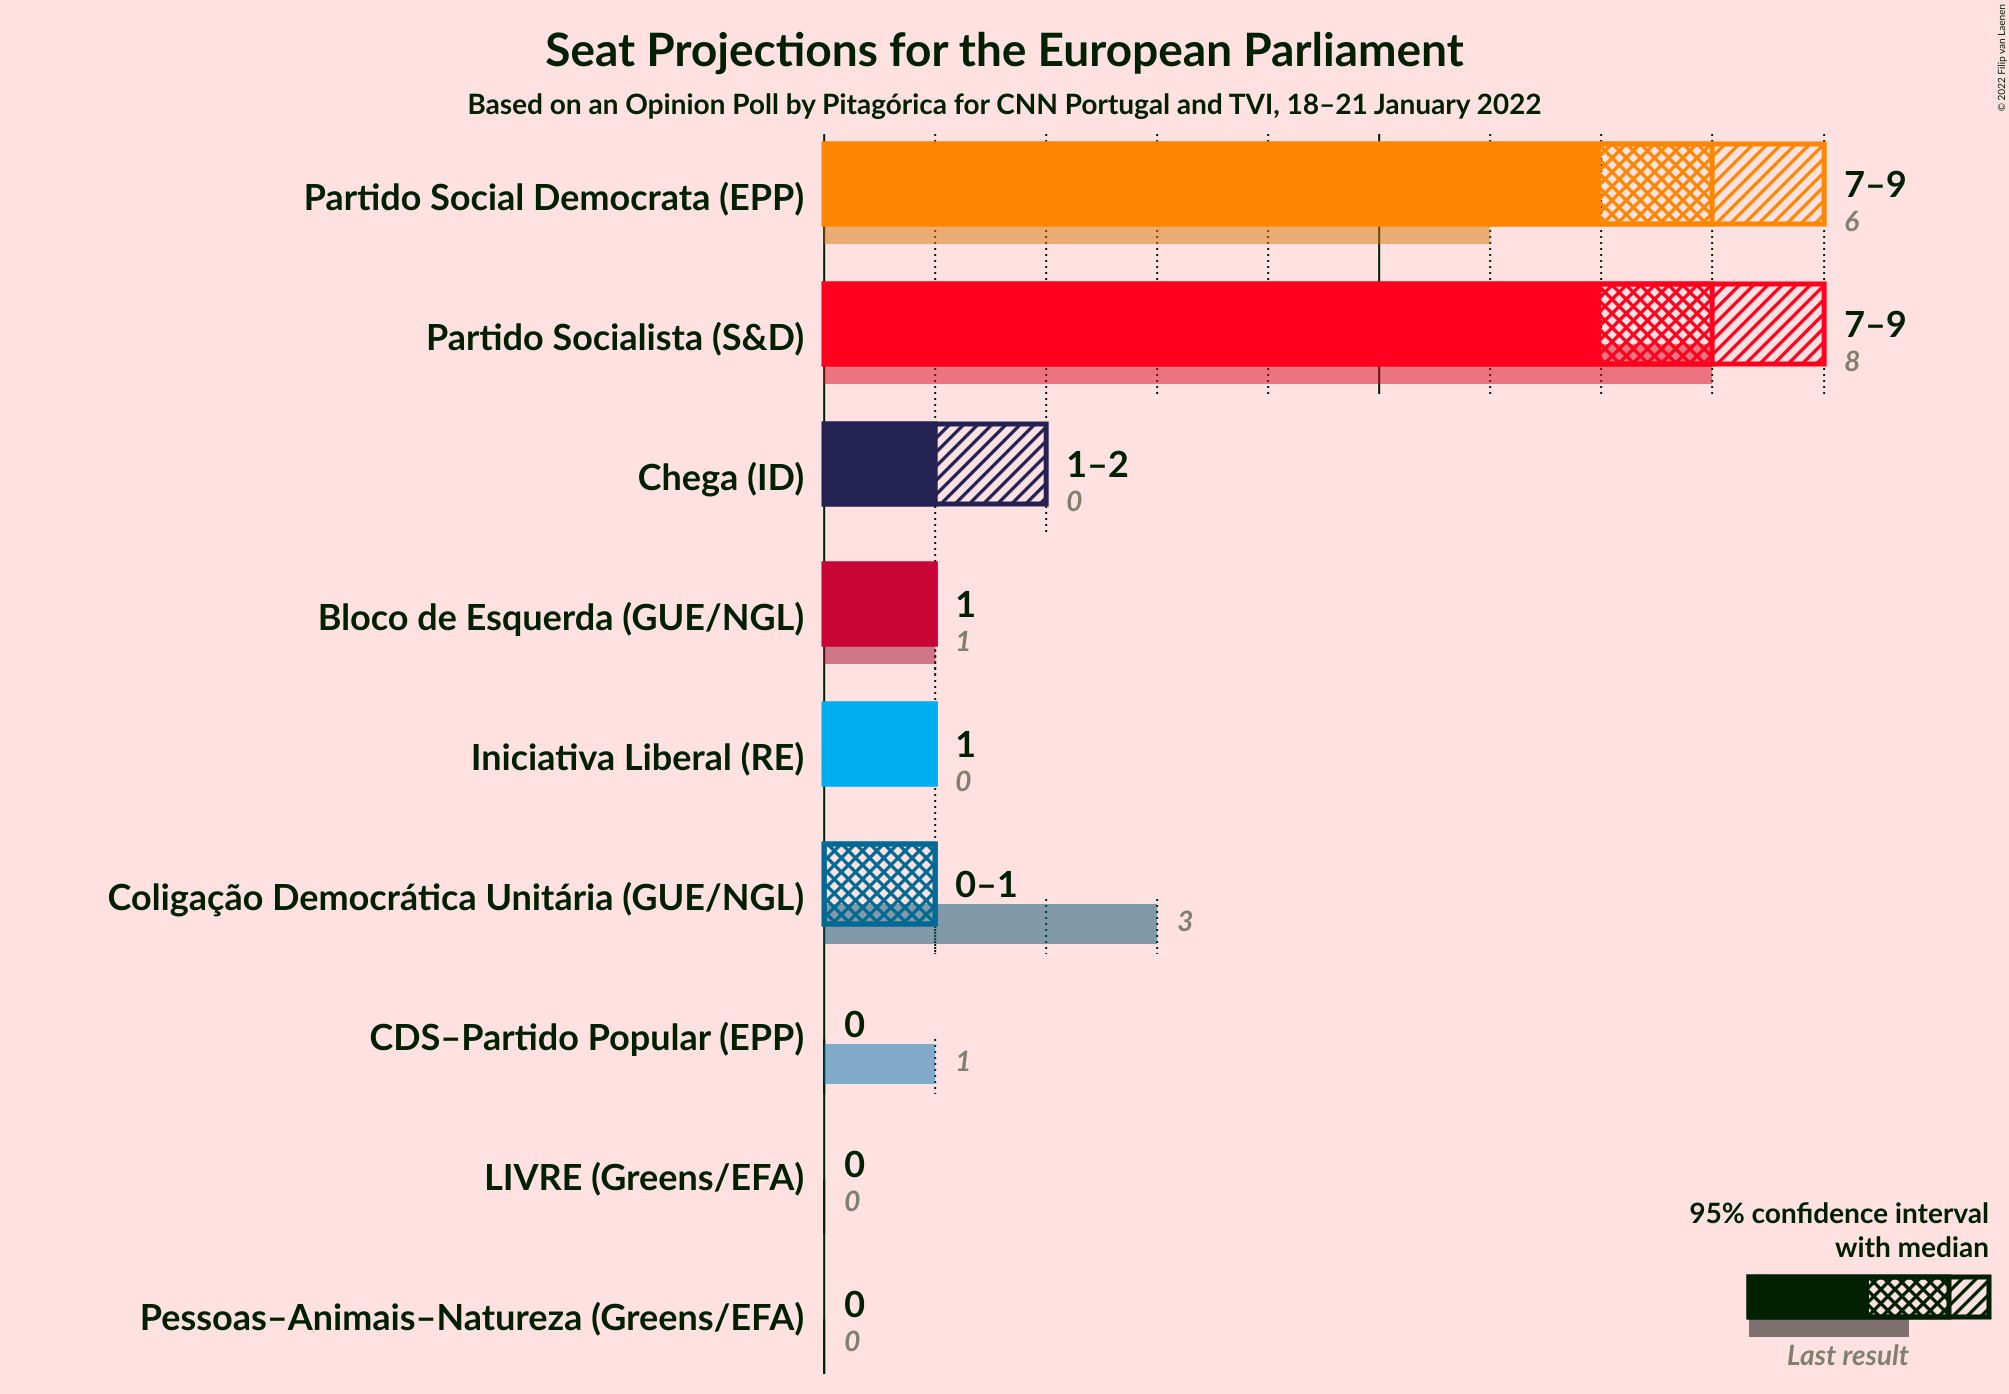 Seat Projections for the European Parliament
Based on an Opinion Poll by Pitagórica for CNN Portugal and TVI, 18–21 January 2022
© 2022 Filip van Laenen
Partido Social Democrata (EPP)
7–9
6
Partido Socialista (S&D)
7–9
8
Chega (ID)
1–2
0
Bloco de Esquerda (GUE/NGL)
1
1
Iniciativa Liberal (RE)
1
0
Coligação Democrática Unitária (GUE/NGL)
0–1
3
CDS–Partido Popular (EPP)
0
1
LIVRE (Greens/EFA)
0
0
Pessoas–Animais–Natureza (Greens/EFA)
0
0
95% confidence interval
with median
Last result